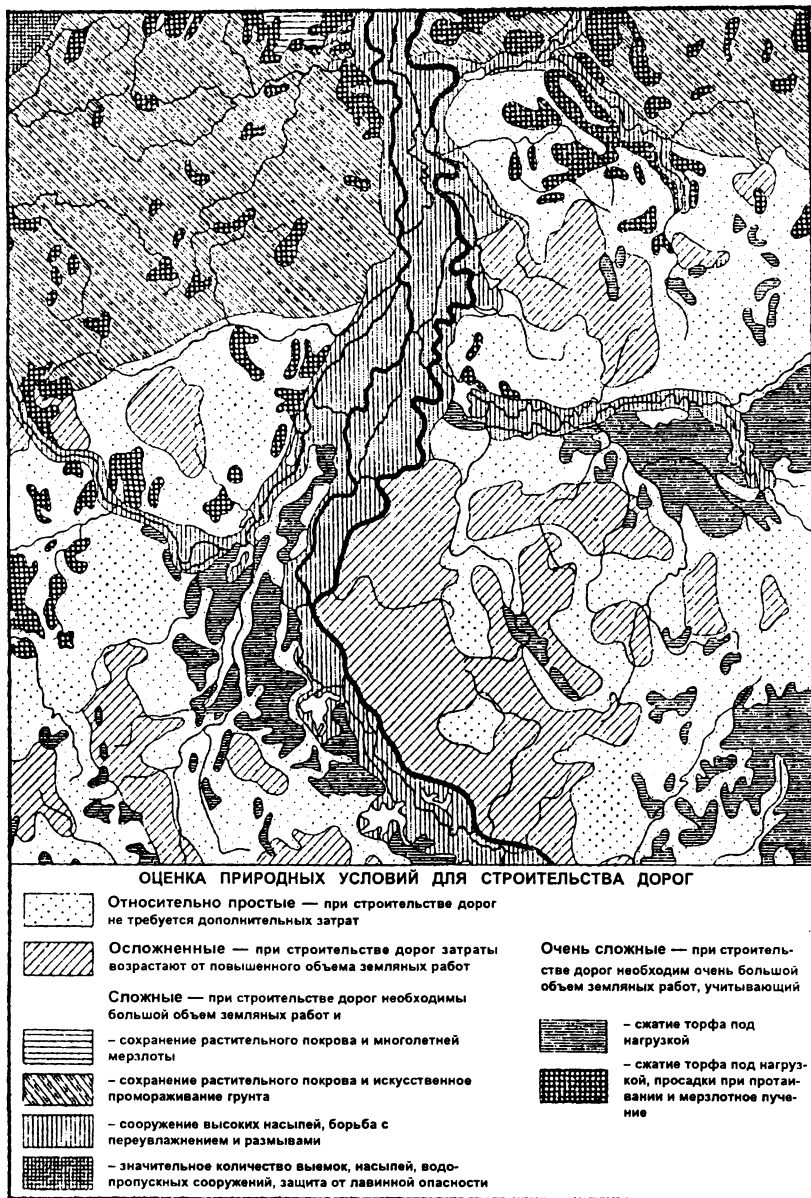 ОЦЕНКА ПРИРОДНЫХ УСЛОВИЙ ДЛЯ СТРОИТЕЛЬСТВА ДОРОГ
Относительно простые — при строительстве дорог
не требуется дополнительных затрат
Осложненные — при строительстве дорог затраты
возрастают от повышенного объема земляных работ
Сложные — при строительстве дорог необходимы
большой объем земляных работ и
– сохранение растительного покрова и многолетней
мерзлоты
– сохранение растительного покрова и искусственное
промораживание грунта
– сооружение высоких насыпей, борьба с
переувлажнением и размывами
– значительное количество выемок, насыпей, водо-
пропускных сооружений, защита от лавинной опасности
Очень сложные — при строитель-
стве дорог необходим очень большой
объем земляных работ, учитывающий
– сжатие торфа под
нагрузкой
– сжатие торфа под нагруз-
кой, просадки при протаи-
вании и мерзлотное пуче-
ние